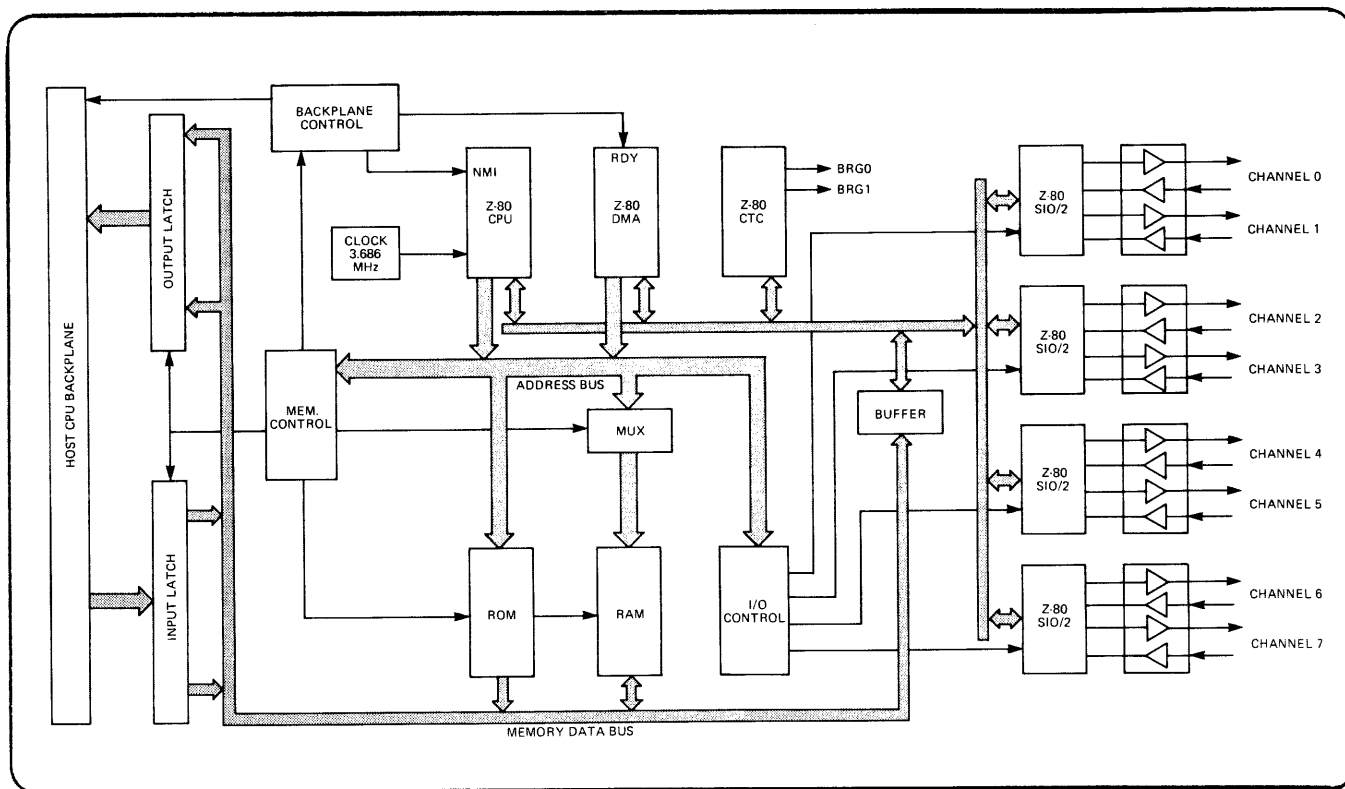 BACKPLANE
CONTROL
HOST CPU BACKPLANE
OUTPUT LATCH
INPUT LATCH
NMI
Z-80
CPU
RDY
Z-80
DMA
Z-80
CTC
BRG0
BRG1
CLOCK
3.686
MHz
MEM.
CONTROL
ADDRESS BUS
MUX
BUFFER
ROM
RAM
I/O
CONTROL
MEMORY DATA BUS
Z-80
SIO/2
CHANNEL 0
CHANNEL 1
Z-80
SIO/2
CHANNEL 2
CHANNEL 3
Z-80
SIO/2
CHANNEL 4
CHANNEL 5
Z-80
SIO/2
CHANNEL 6
CHANNEL 7